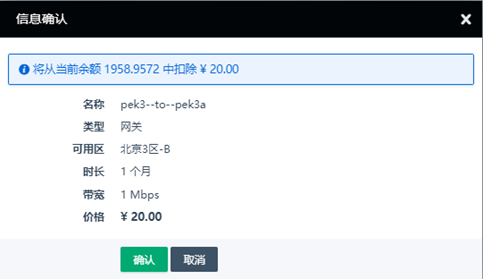 信息确认
将从当前余额 1958.9572 中扣除 ¥ 20.00
名称 pek3--to--pek3a
类型 网关
可用区 北京3区-B
时长 1 个月
带宽 1 Mbps
价格 ¥ 20.00
确认 取消